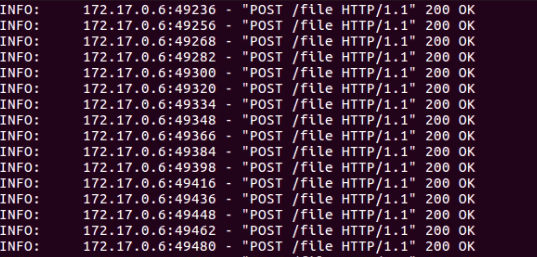 INFO:     172.17.0.6:49236 - "POST /file HTTP/1.1" 200 OK
INFO:     172.17.0.6:49256 - "POST /file HTTP/1.1" 200 OK
INFO:     172.17.0.6:49268 - "POST /file HTTP/1.1" 200 OK
INFO:     172.17.0.6:49282 - "POST /file HTTP/1.1" 200 OK
INFO:     172.17.0.6:49300 - "POST /file HTTP/1.1" 200 OK
INFO:     172.17.0.6:49320 - "POST /file HTTP/1.1" 200 OK
INFO:     172.17.0.6:49334 - "POST /file HTTP/1.1" 200 OK
INFO:     172.17.0.6:49348 - "POST /file HTTP/1.1" 200 OK
INFO:     172.17.0.6:49366 - "POST /file HTTP/1.1" 200 OK
INFO:     172.17.0.6:49384 - "POST /file HTTP/1.1" 200 OK
INFO:     172.17.0.6:49398 - "POST /file HTTP/1.1" 200 OK
INFO:     172.17.0.6:49416 - "POST /file HTTP/1.1" 200 OK
INFO:     172.17.0.6:49436 - "POST /file HTTP/1.1" 200 OK
INFO:     172.17.0.6:49448 - "POST /file HTTP/1.1" 200 OK
INFO:     172.17.0.6:49462 - "POST /file HTTP/1.1" 200 OK
INFO:     172.17.0.6:49480 - "POST /file HTTP/1.1" 200 OK